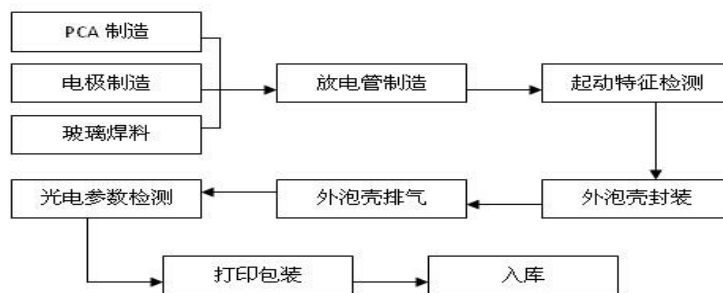 PCA 制造
电极制造
放电管制造
起动特征检测
玻璃焊料
光电参数检测
外泡壳排气
外泡壳封装
打印包装
入库